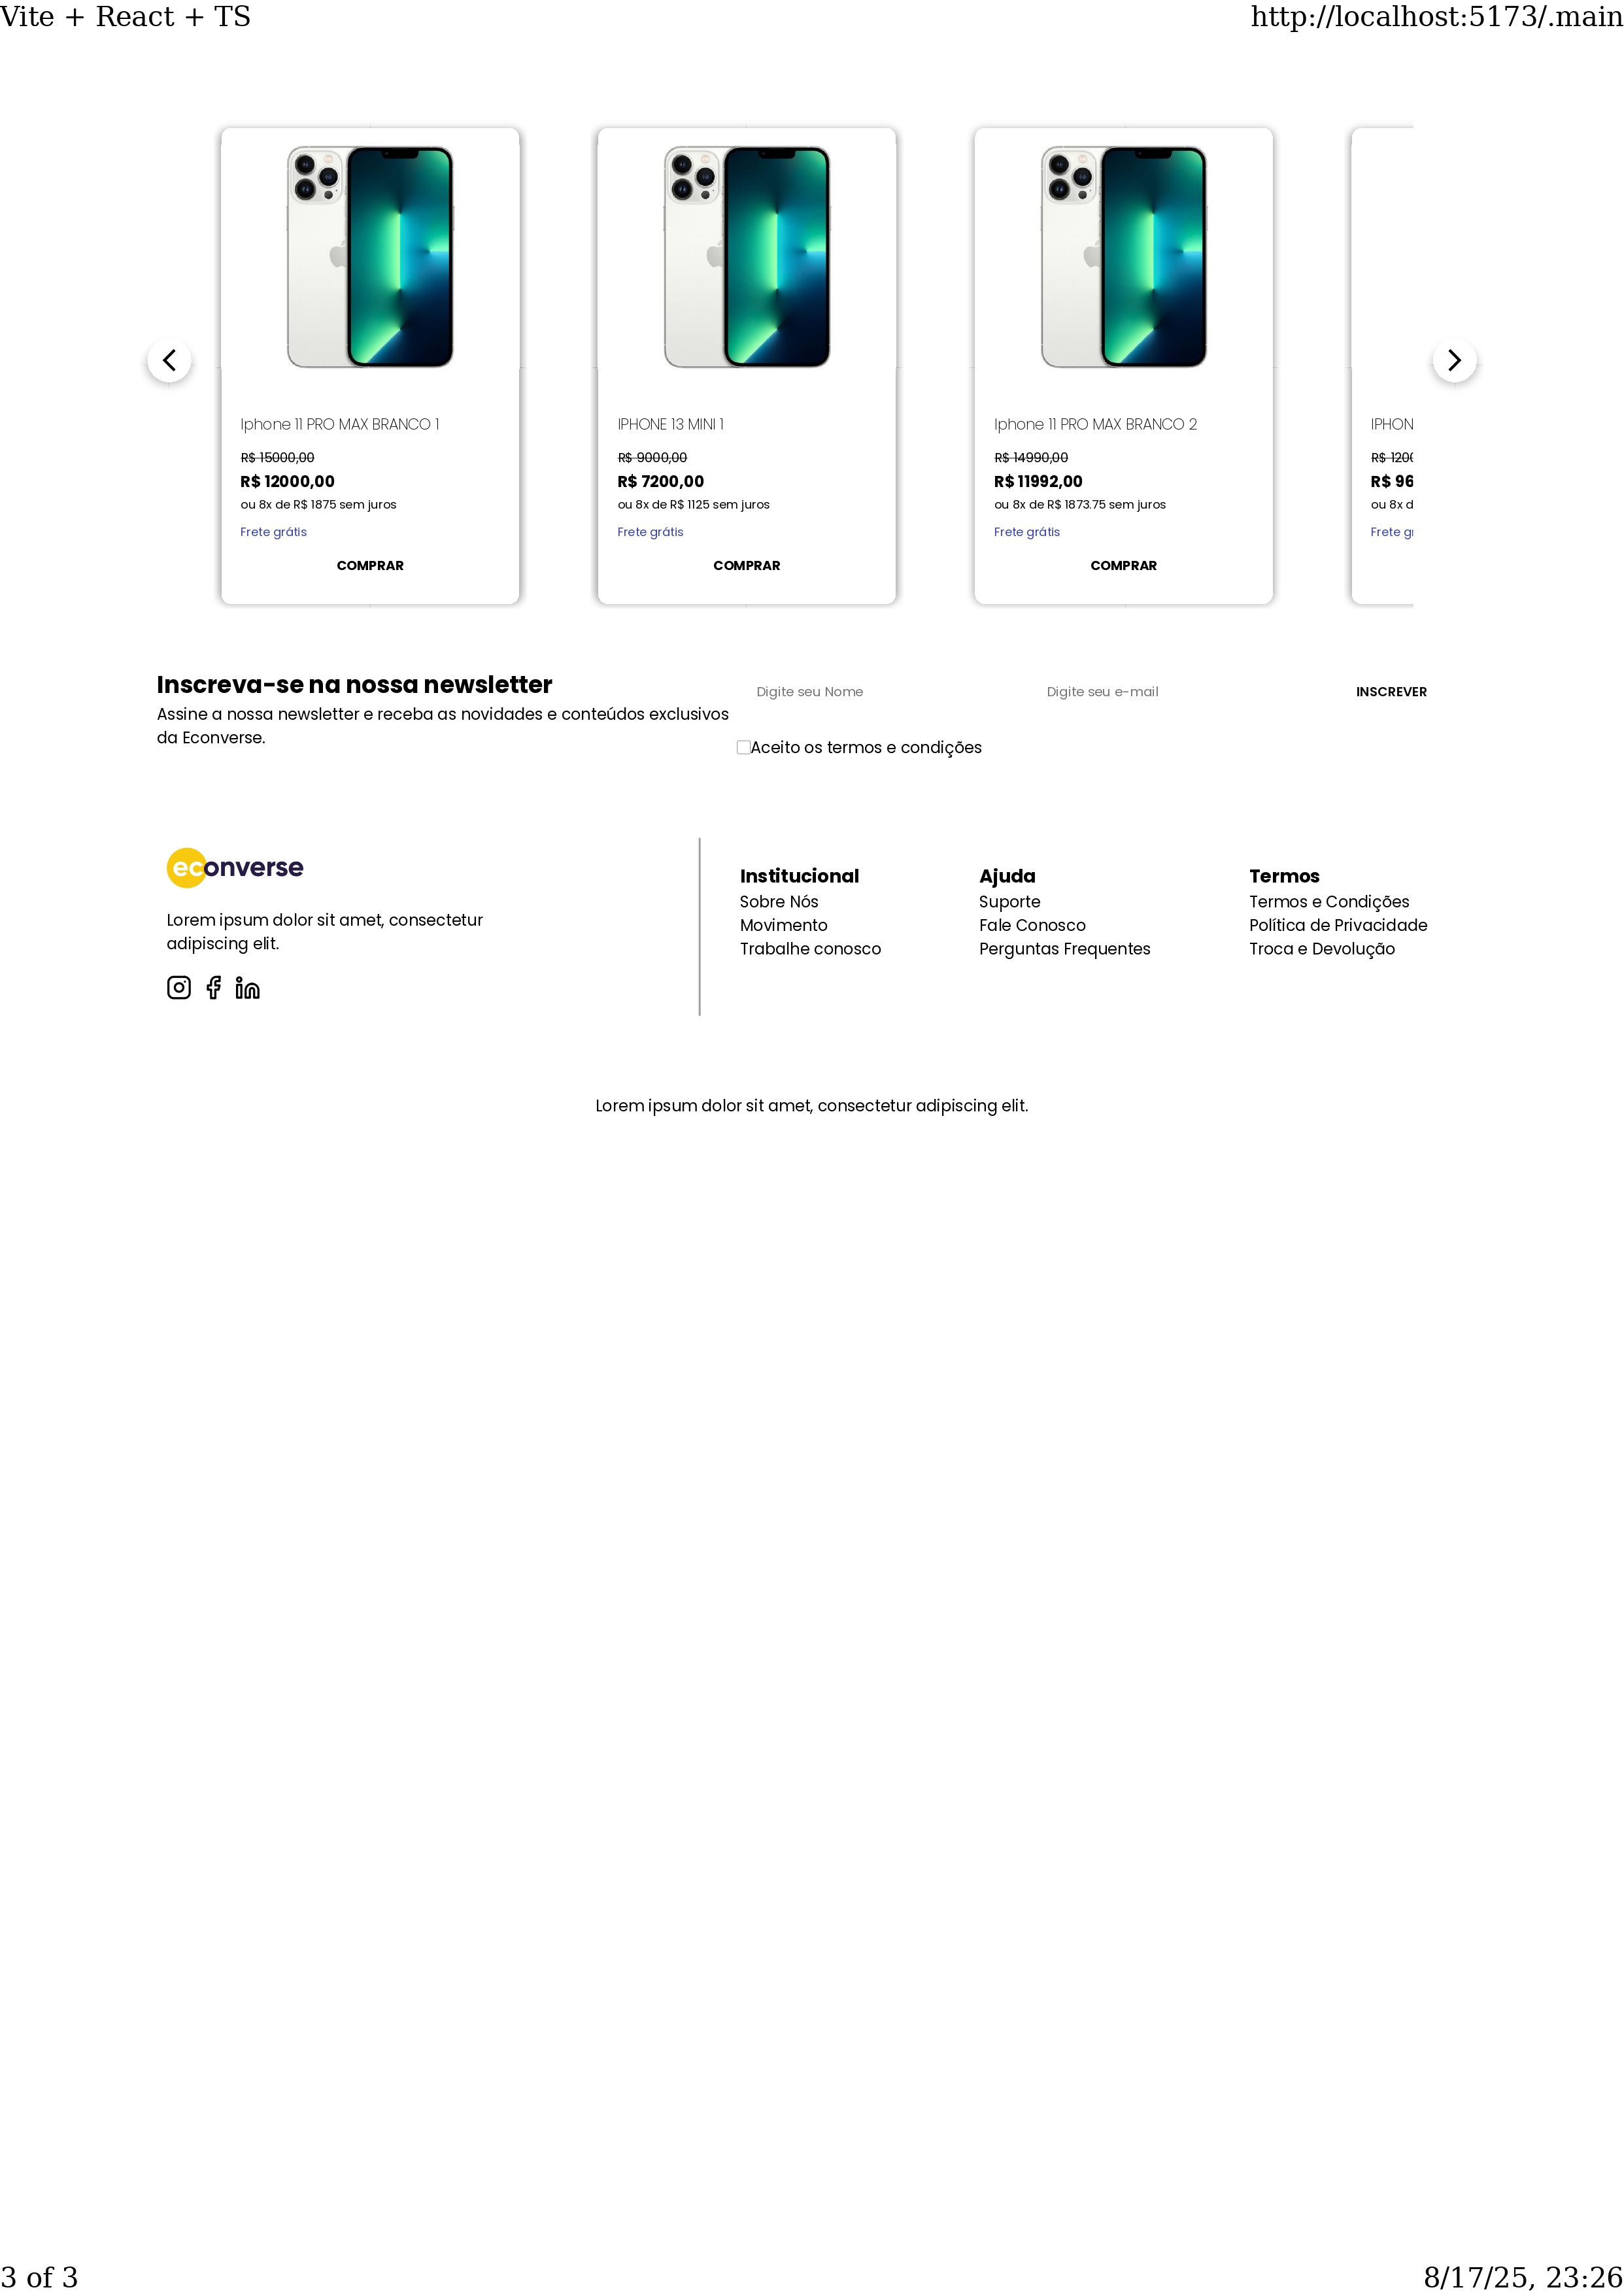 Vite + React + TS
http://localhost:5173/.main
Iphone 11 PRO MAX BRANCO 1
R$ 15000,00
R$ 12000,00
ou 8x de R$ 1875 sem juros
Frete grátis
COMPRAR
IPHONE 13 MINI 1
R$ 9000,00
R$ 7200,00
ou 8x de R$ 1125 sem juros
Frete grátis
COMPRAR
Iphone 11 PRO MAX BRANCO 2
R$ 14990,00
R$ 11992,00
ou 8x de R$ 1873.75 sem juros
Frete grátis
COMPRAR
IPHON
R$ 120
R$ 96
ou 8x d
Frete g
Inscreva-se na nossa newsletter
Assine a nossa newsletter e receba as novidades e conteúdos exclusivos
da Econverse.
Digite seu Nome
Digite seu e-mail
INSCREVER
Aceito os termos e condições
econverse
Lorem ipsum dolor sit amet, consectetur
adipiscing elit.
Institucional
Sobre Nós
Movimento
Trabalhe conosco
Ajuda
Suporte
Fale Conosco
Perguntas Frequentes
Termos
Termos e Condições
Política de Privacidade
Troca e Devolução
Lorem ipsum dolor sit amet, consectetur adipiscing elit.
3 of 3
8/17/25, 23:26